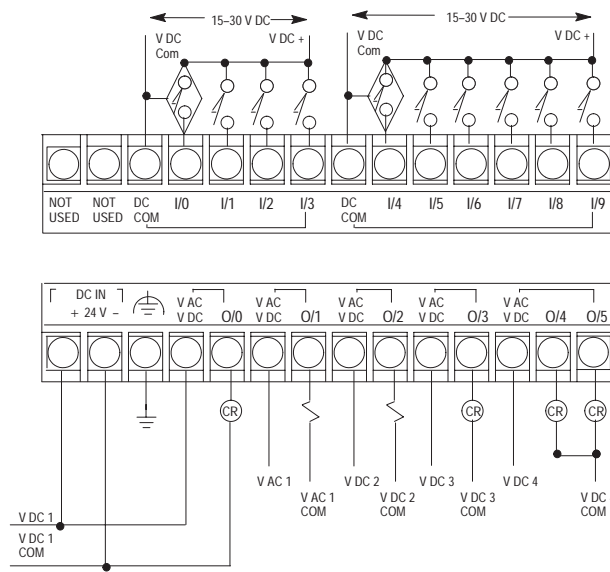 15–30 V DC
15–30 V DC
V DC
Com
V DC +
V DC
Com
V DC +
NOT
USED
NOT
USED
DC
COM
I/0
I/1
I/2
I/3
DC
COM
I/4
I/5
I/6
I/7
I/8
I/9
DC IN
+ 24 V –
V AC
V DC
O/0
V AC
V DC
O/1
V AC
V DC
O/2
V AC
V DC
O/3
V AC
V DC
O/4
O/5
CR
CR
CR
CR
V AC 1
V AC 1
COM
V DC 2
V DC 2
COM
V DC 3
V DC 3
COM
V DC 4
V DC
COM
V DC 1
V DC 1
COM